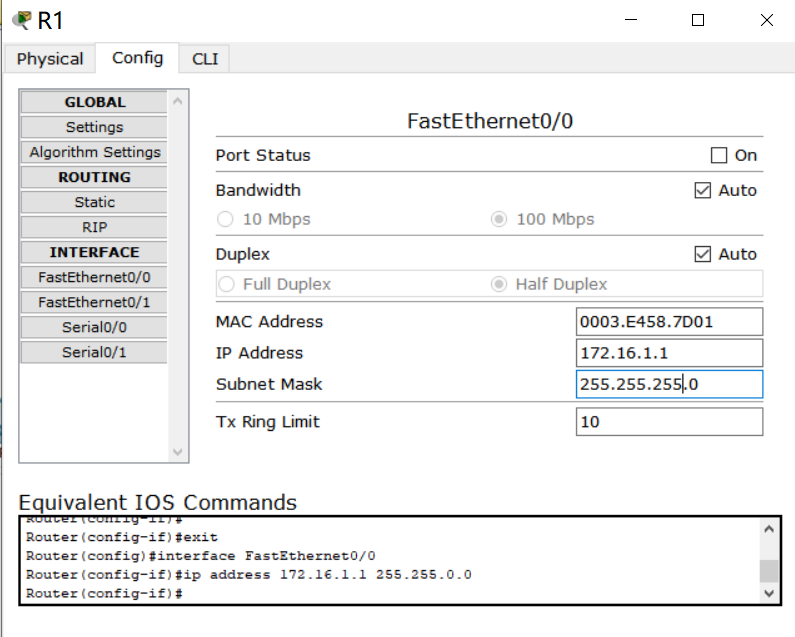 R1
Physical Config CLI
GLOBAL
Settings
Algorithm Settings
ROUTING
Static
RIP
INTERFACE
FastEthernet0/0
FastEthernet0/1
Serial0/0
Serial0/1
FastEthernet0/0
Port Status On
Bandwidth Auto
10 Mbps 100 Mbps
Duplex Auto
Full Duplex Half Duplex
MAC Address 0003.E458.7D01
IP Address 172.16.1.1
Subnet Mask 255.255.255.0
Tx Ring Limit 10
Equivalent IOS Commands
Router(config-if)#
Router(config-if)#exit
Router(config)#interface FastEthernet0/0
Router(config-if)#ip address 172.16.1.1 255.255.0.0
Router(config-if)#